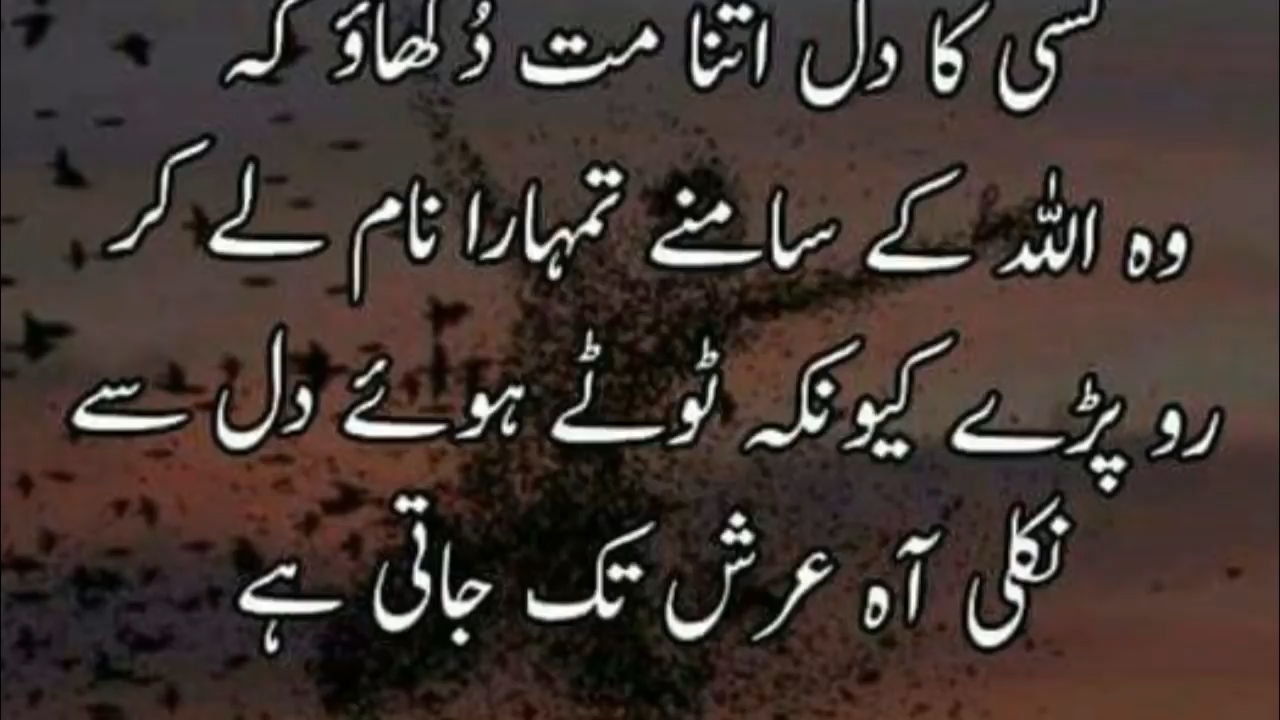 کسی کا دل اتنا مت دُکھاؤ کہ
وہ اللہ کے سامنے تمہارا نام لے کر
رو پڑے کیونکہ ٹوٹے ہوئے دل سے
نکلی آہ عرش تک جاتی ہے